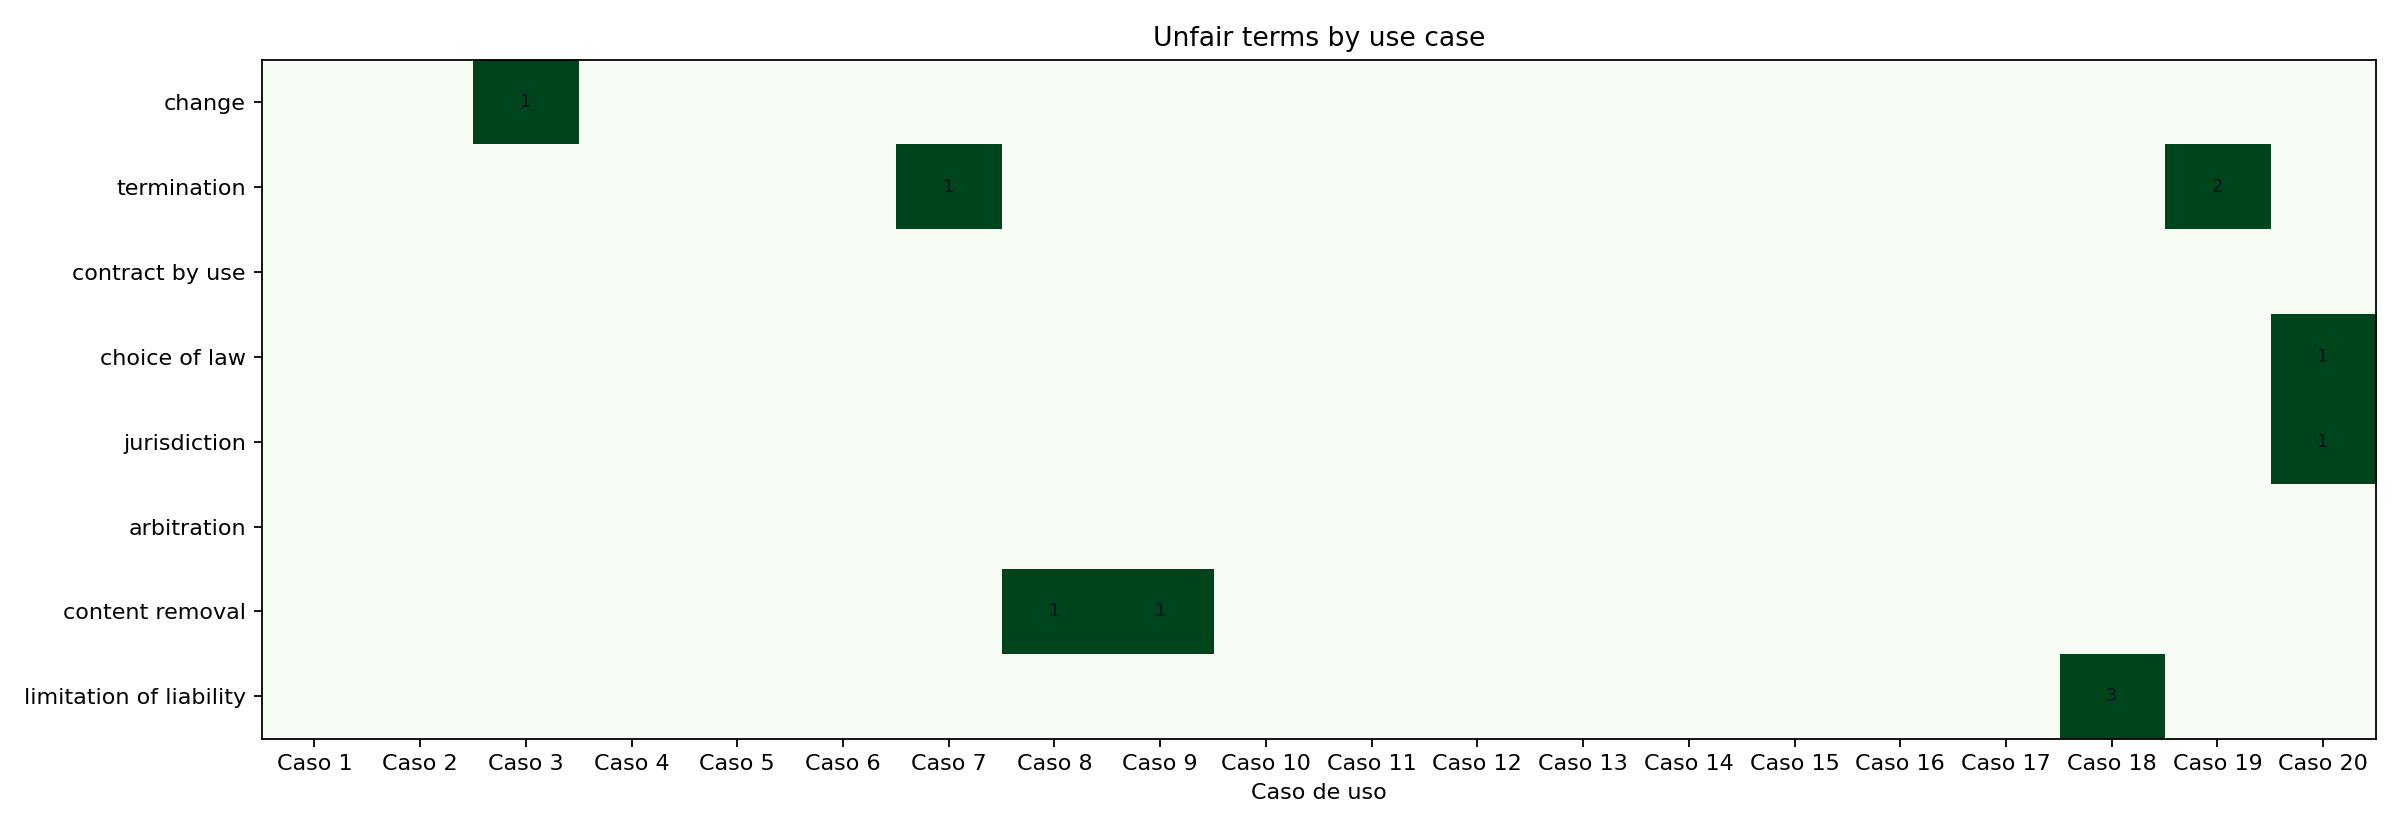 Unfair terms by use case
change
1
termination
1 2
contract by use
choice of law
1
jurisdiction
1
arbitration
content removal
1 1
limitation of liability
3
Caso 1 Caso 2 Caso 3 Caso 4 Caso 5 Caso 6 Caso 7 Caso 8 Caso 9 Caso 10 Caso 11 Caso 12 Caso 13 Caso 14 Caso 15 Caso 16 Caso 17 Caso 18 Caso 19 Caso 20
Caso de uso